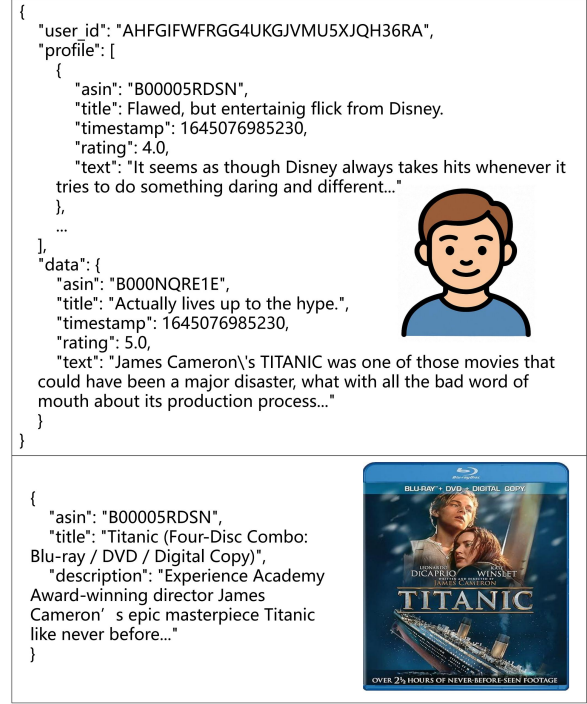 {
"user_id": "AHFGIFWFRGG4UKGJVMU5XJQH36RA",
"profile": [
{
"asin": "B00005RDSN",
"title": Flawed, but entertainig flick from Disney.
"timestamp": 1645076985230,
"rating": 4.0,
"text": "It seems as though Disney always takes hits whenever it
tries to do something daring and different..."
},
...
],
"data": {
"asin": "B000NQRE1E",
"title": "Actually lives up to the hype.",
"timestamp": 1645076985230,
"rating": 5.0,
"text": "James Cameron\'s TITANIC was one of those movies that
could have been a major disaster, what with all the bad word of
mouth about its production process..."
}
}
{
"asin": "B00005RDSN",
"title": "Titanic (Four-Disc Combo:
Blu-ray / DVD / Digital Copy)",
"description": "Experience Academy
Award-winning director James
Cameron’s epic masterpiece Titanic
like never before..."
}
BLU-RAY + DVD + DIGITAL COPY
LEONARDO KATE
DICAPRIO WINSLET
WRITTEN AND DIRECTED BY
JAMES CAMERON
TITANIC
OVER 2½ HOURS OF NEVER-BEFORE-SEEN FOOTAGE